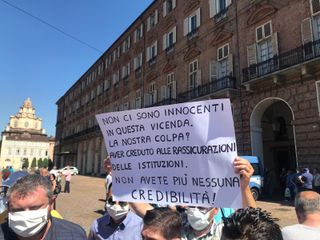 NON CI SONO INNOCENTI
IN QUESTA VICENDA.
LA NOSTRA COLPA?
AVER CREDUTO ALLE RASSICURAZIONI
DELLE ISTITUZIONI.
NON AVETE PIÙ NESSUNA
CREDIBILITÀ!